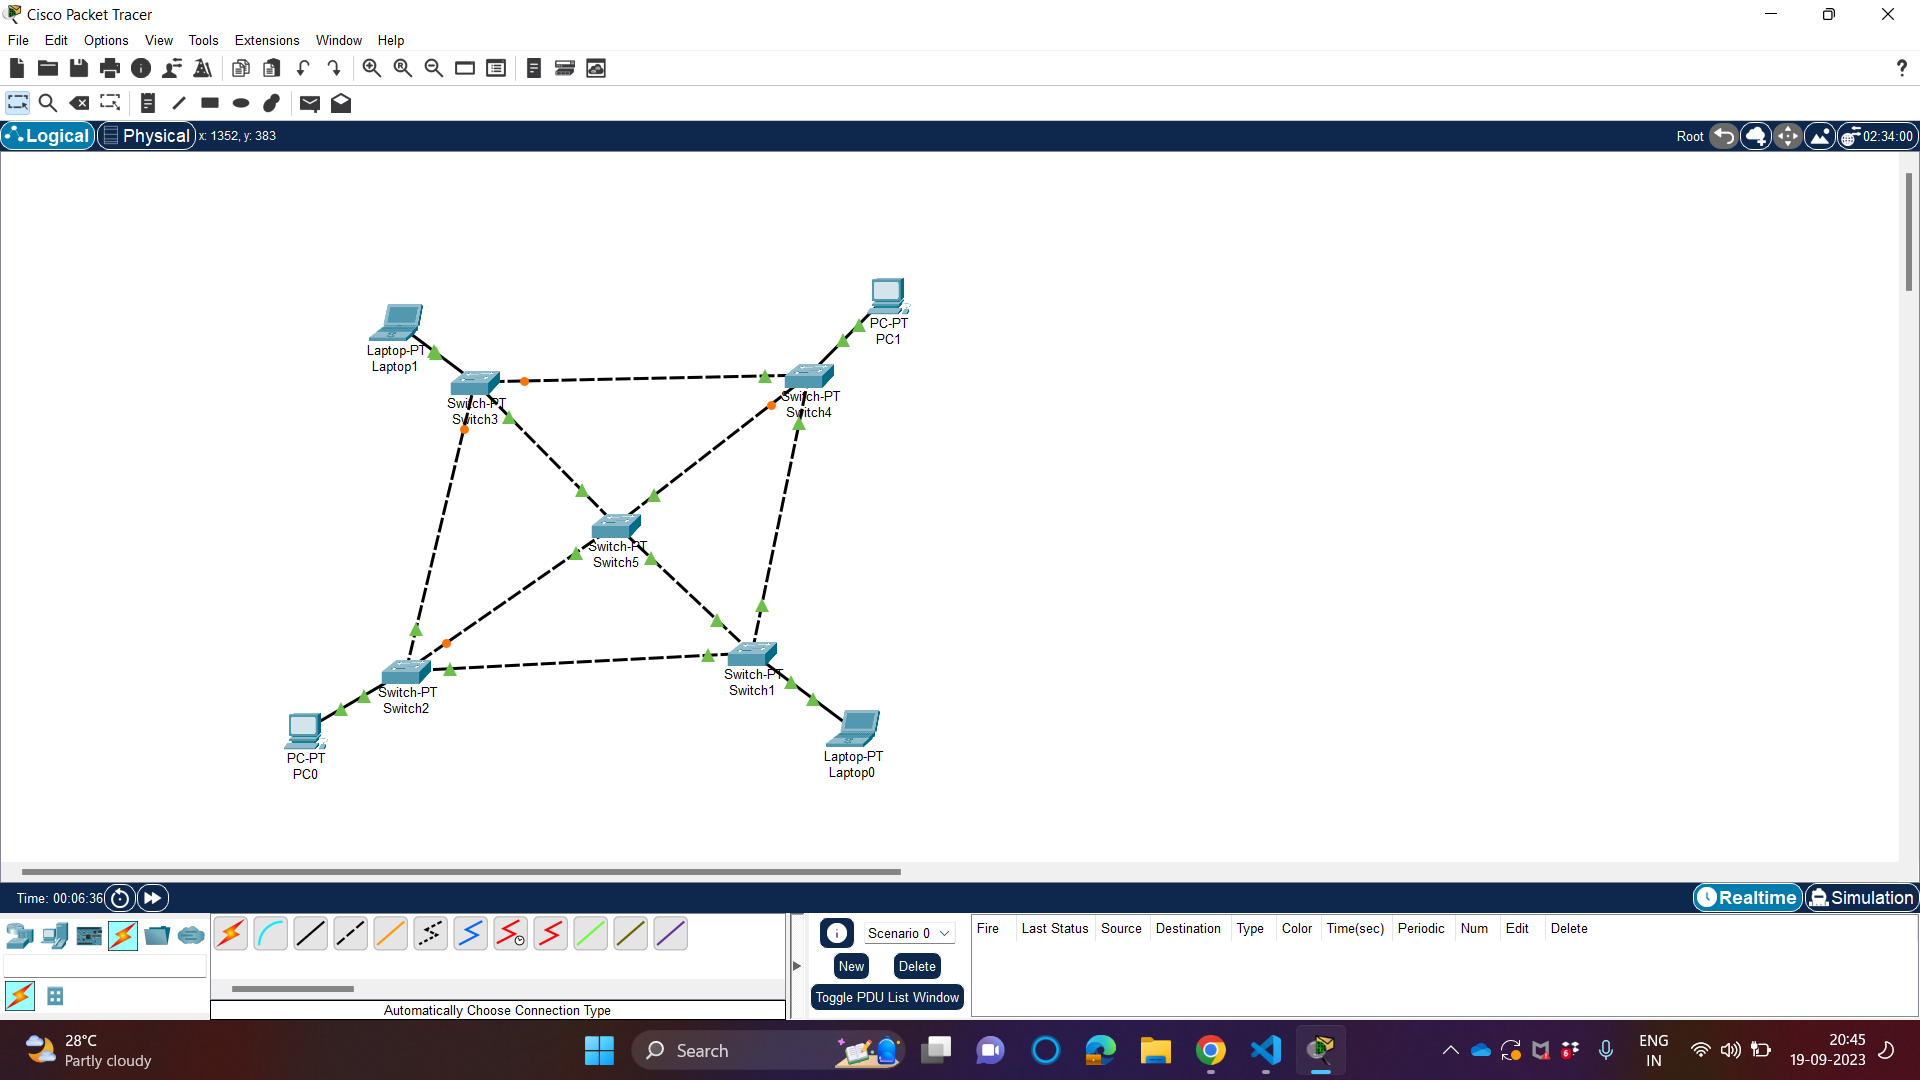 Cisco Packet Tracer
File Edit Options View Tools Extensions Window Help
?
Logical Physical x: 1352, y: 383 Root 02:34:00
PC-PT
PC1
Laptop-PT
Laptop1
Switch-PT
Switch3
Switch-PT
Switch4
Switch-PT
Switch5
Switch-PT
Switch1
Switch-PT
Switch2
PC-PT
PC0
Laptop-PT
Laptop0
Time: 00:06:36 Realtime Simulation
Scenario 0
New Delete
Toggle PDU List Window
Fire Last Status Source Destination Type Color Time(sec) Periodic Num Edit Delete
Automatically Choose Connection Type
28°C
Partly cloudy
Search
6
ENG
IN
20:45
19-09-2023